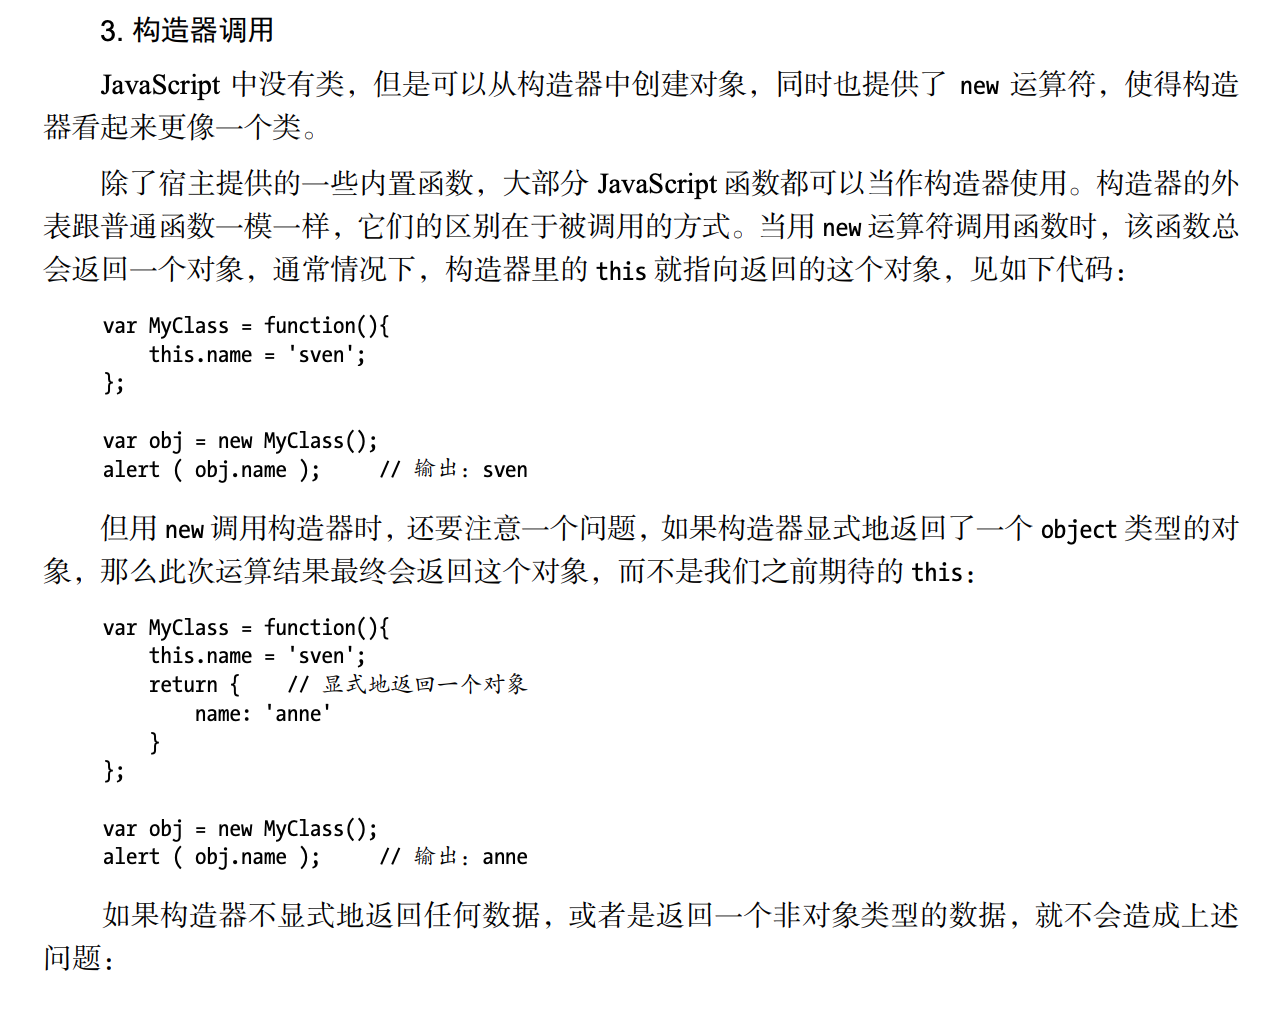 3. 构造器调用
JavaScript 中没有类，但是可以从构造器中创建对象，同时也提供了 new 运算符，使得构造
器看起来更像一个类。
除了宿主提供的一些内置函数，大部分 JavaScript 函数都可以当作构造器使用。构造器的外
表跟普通函数一模一样，它们的区别在于被调用的方式。当用 new 运算符调用函数时，该函数总
会返回一个对象，通常情况下，构造器里的 this 就指向返回的这个对象，见如下代码：
var MyClass = function(){
    this.name = 'sven';
};
var obj = new MyClass();
alert ( obj.name );     // 输出：sven
但用 new 调用构造器时，还要注意一个问题，如果构造器显式地返回了一个 object 类型的对
象，那么此次运算结果最终会返回这个对象，而不是我们之前期待的 this：
var MyClass = function(){
    this.name = 'sven';
    return {    // 显式地返回一个对象
        name: 'anne'
    }
};
var obj = new MyClass();
alert ( obj.name );     // 输出：anne
如果构造器不显式地返回任何数据，或者是返回一个非对象类型的数据，就不会造成上述
问题：